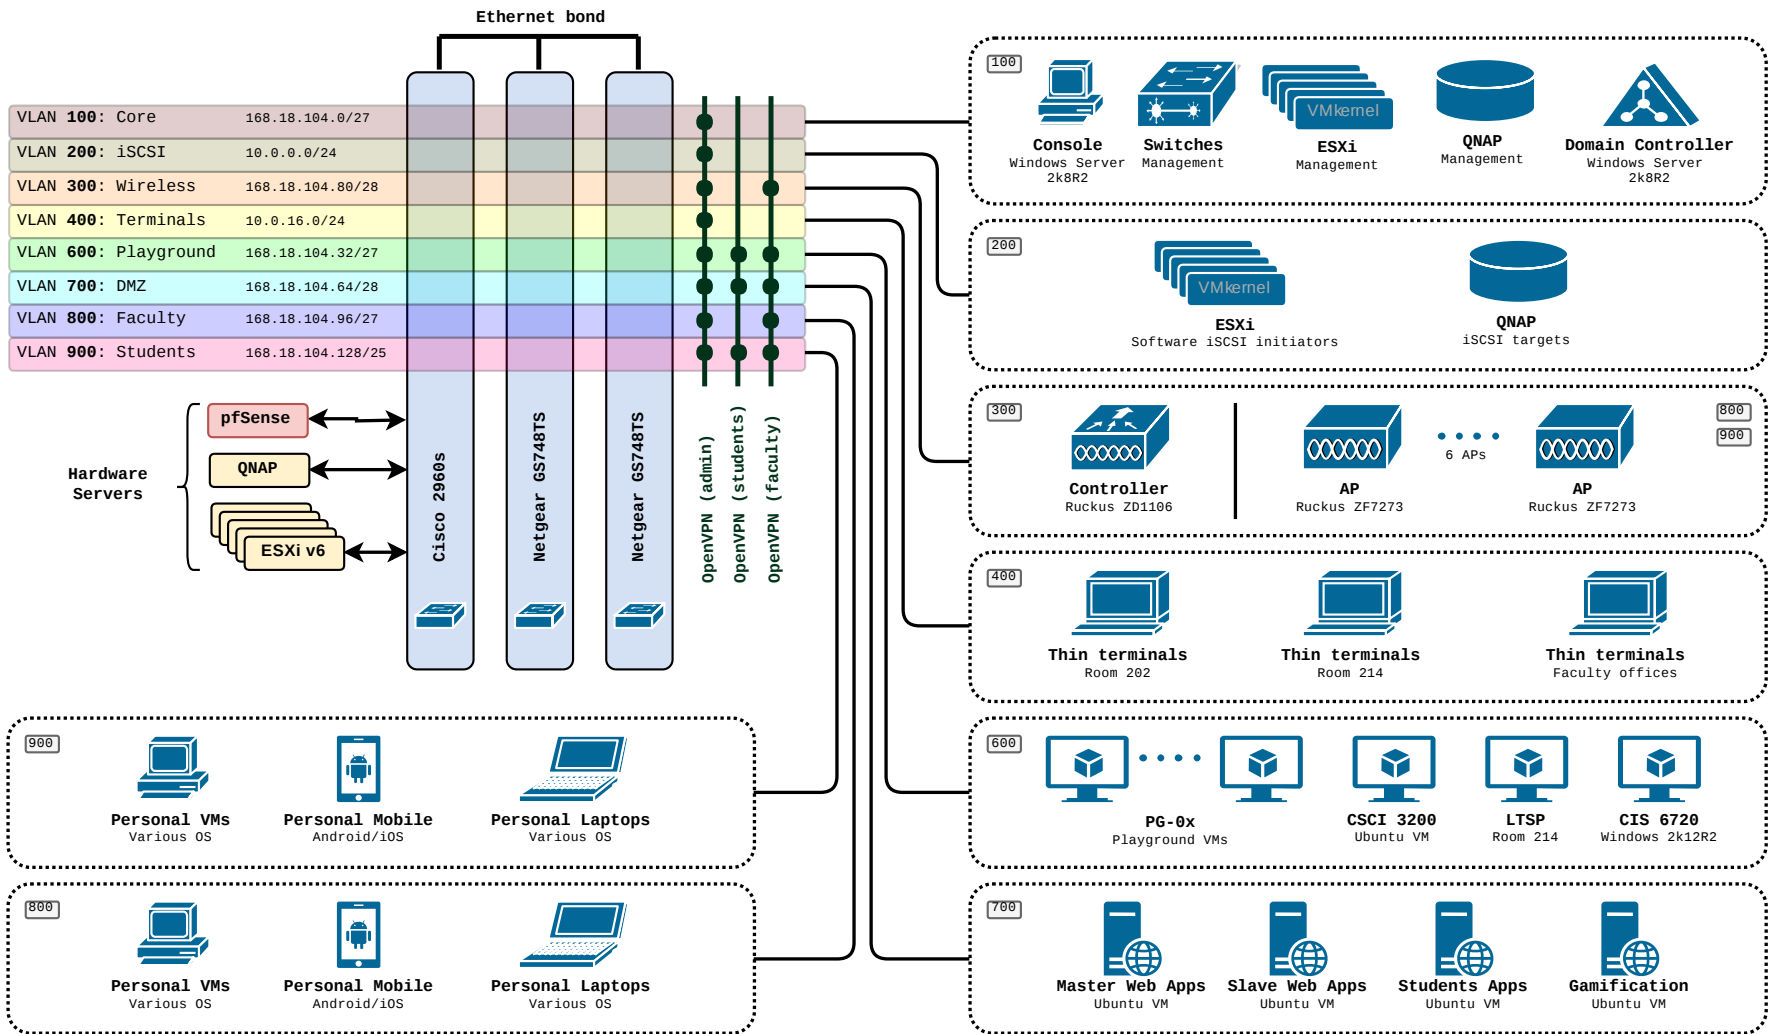 Ethernet bond
VLAN 100: Core 168.18.104.0/27
VLAN 200: iSCSI 10.0.0.0/24
VLAN 300: Wireless 168.18.104.80/28
VLAN 400: Terminals 10.0.16.0/24
VLAN 600: Playground 168.18.104.32/27
VLAN 700: DMZ 168.18.104.64/28
VLAN 800: Faculty 168.18.104.96/27
VLAN 900: Students 168.18.104.128/25
Hardware
Servers
pfSense
QNAP
ESXi v6
Cisco 2960s
Netgear GS748TS
Netgear GS748TS
OpenVPN (admin)
OpenVPN (students)
OpenVPN (faculty)
100
VMkernel
Console
Windows Server
2k8R2
Switches
Management
ESXi
Management
QNAP
Management
Domain Controller
Windows Server
2k8R2
200
VMkernel
ESXi
Software iSCSI initiators
QNAP
iSCSI targets
300
800
900
Controller
Ruckus ZD1106
AP
Ruckus ZF7273
6 APs
AP
Ruckus ZF7273
400
Thin terminals
Room 202
Thin terminals
Room 214
Thin terminals
Faculty offices
600
PG-0x
Playground VMs
CSCI 3200
Ubuntu VM
LTSP
Room 214
CIS 6720
Windows 2k12R2
700
Master Web Apps
Ubuntu VM
Slave Web Apps
Ubuntu VM
Students Apps
Ubuntu VM
Gamification
Ubuntu VM
900
Personal VMs
Various OS
Personal Mobile
Android/iOS
Personal Laptops
Various OS
800
Personal VMs
Various OS
Personal Mobile
Android/iOS
Personal Laptops
Various OS